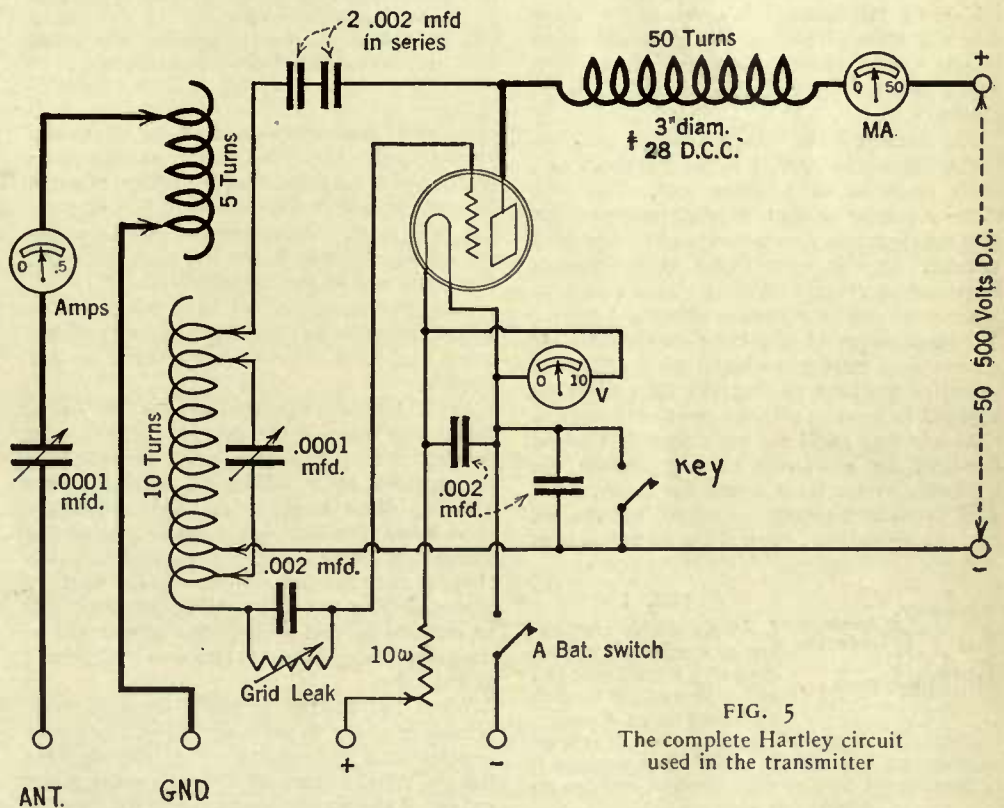 2 .002 mfd
in series
50 Turns
+
0 50
MA.
3" diam.
# 28 D.C.C.
5 Turns
0 .5
Amps
50 500 Volts D.C.
0 10
V
10 Turns
.0001
mfd.
.0001
mfd.
.002
mfd.
Key
-
.002 mfd.
Grid Leak
10ω
A Bat. switch
+
-
ANT.
GND.
FIG. 5
The complete Hartley circuit
used in the transmitter